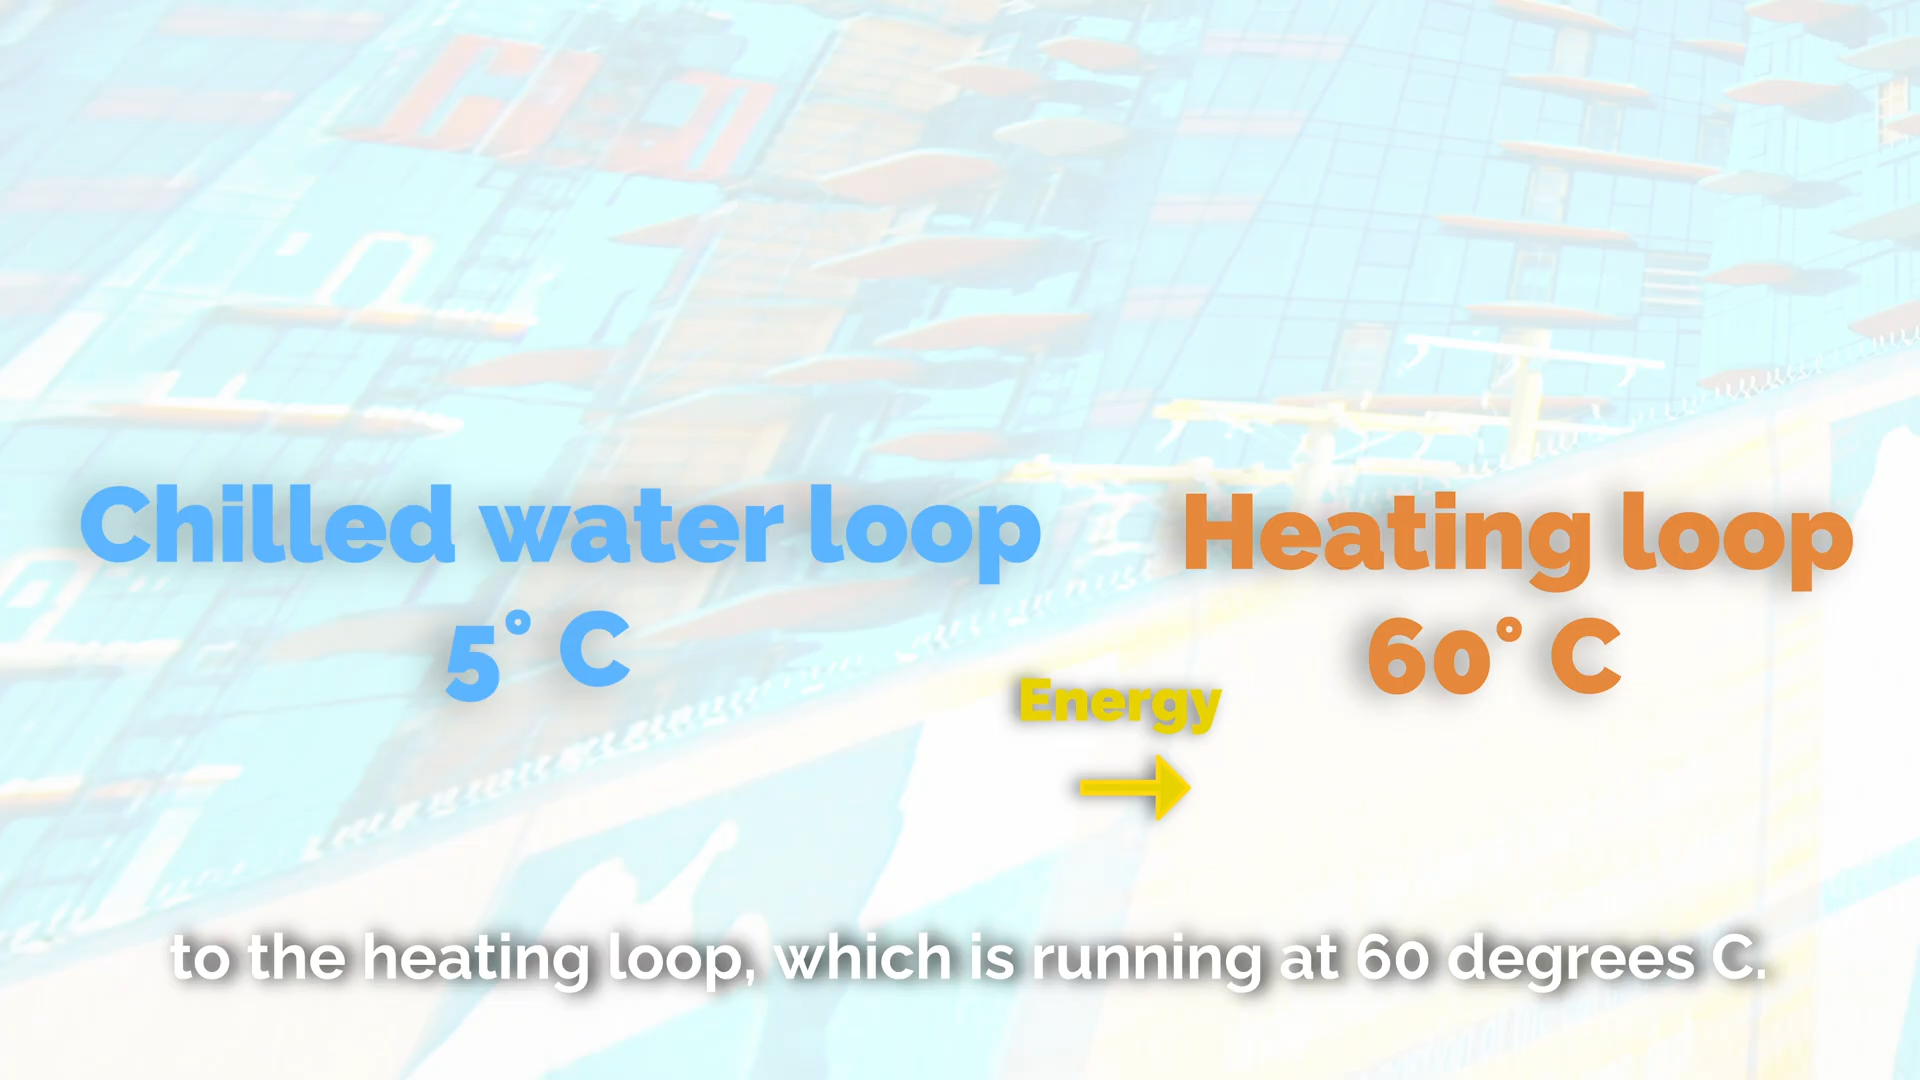 Chilled water loop
5° C
Heating loop
60° C
Energy
to the heating loop, which is running at 60 degrees C.